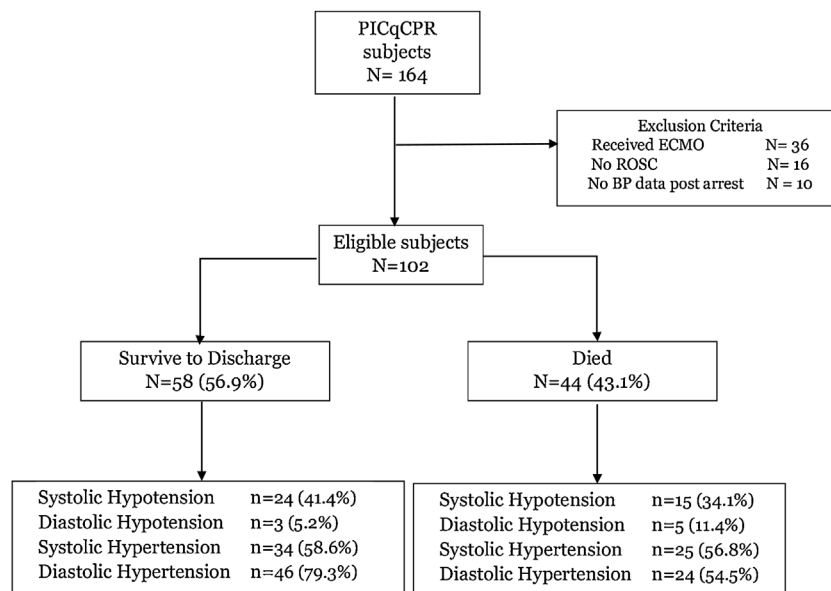 PICqCPR
subjects
N= 164
Exclusion Criteria
Received ECMO N= 36
No ROSC N= 16
No BP data post arrest N = 10
Eligible subjects
N=102
Survive to Discharge
N=58 (56.9%)
Died
N=44 (43.1%)
Systolic Hypotension n=24 (41.4%)
Diastolic Hypotension n=3 (5.2%)
Systolic Hypertension n=34 (58.6%)
Diastolic Hypertension n=46 (79.3%)
Systolic Hypotension n=15 (34.1%)
Diastolic Hypotension n=5 (11.4%)
Systolic Hypertension n=25 (56.8%)
Diastolic Hypertension n=24 (54.5%)